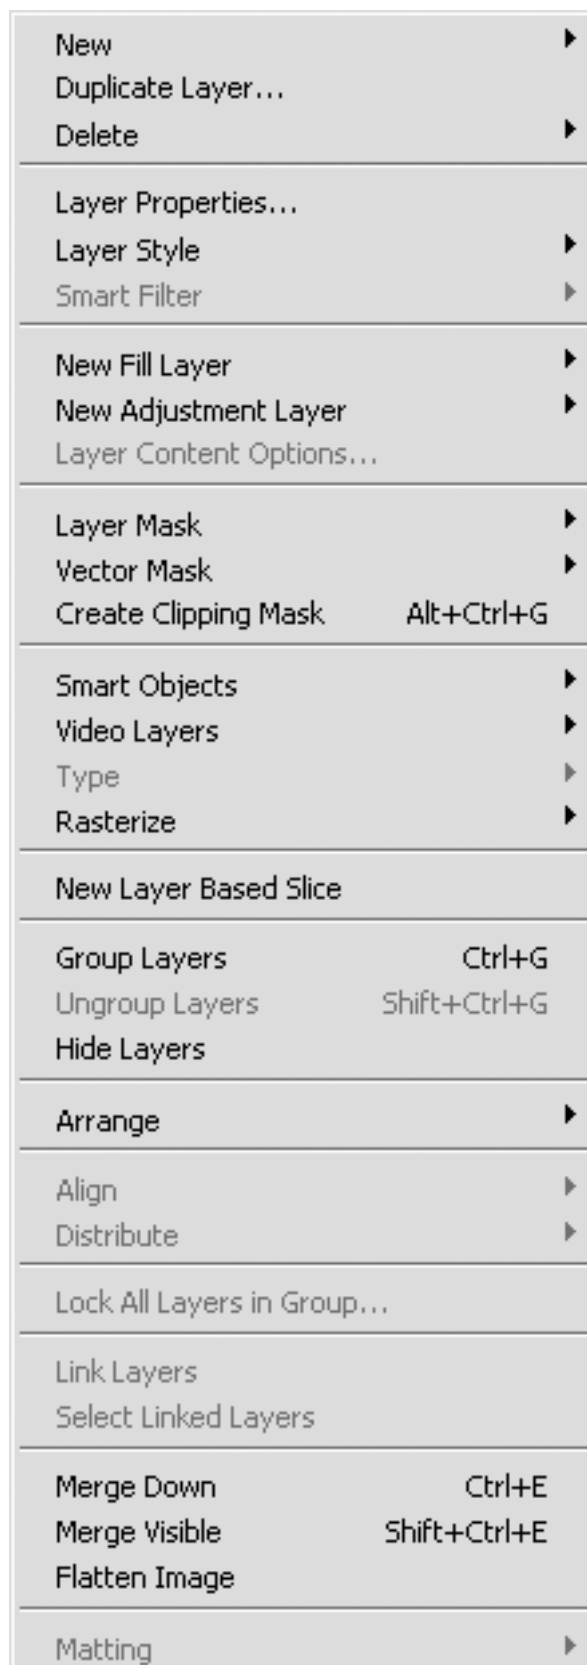 New
Duplicate Layer...
Delete
Layer Properties...
Layer Style
Smart Filter
New Fill Layer
New Adjustment Layer
Layer Content Options...
Layer Mask
Vector Mask
Create Clipping Mask Alt+Ctrl+G
Smart Objects
Video Layers
Type
Rasterize
New Layer Based Slice
Group Layers Ctrl+G
Ungroup Layers Shift+Ctrl+G
Hide Layers
Arrange
Align
Distribute
Lock All Layers in Group...
Link Layers
Select Linked Layers
Merge Down Ctrl+E
Merge Visible Shift+Ctrl+E
Flatten Image
Matting